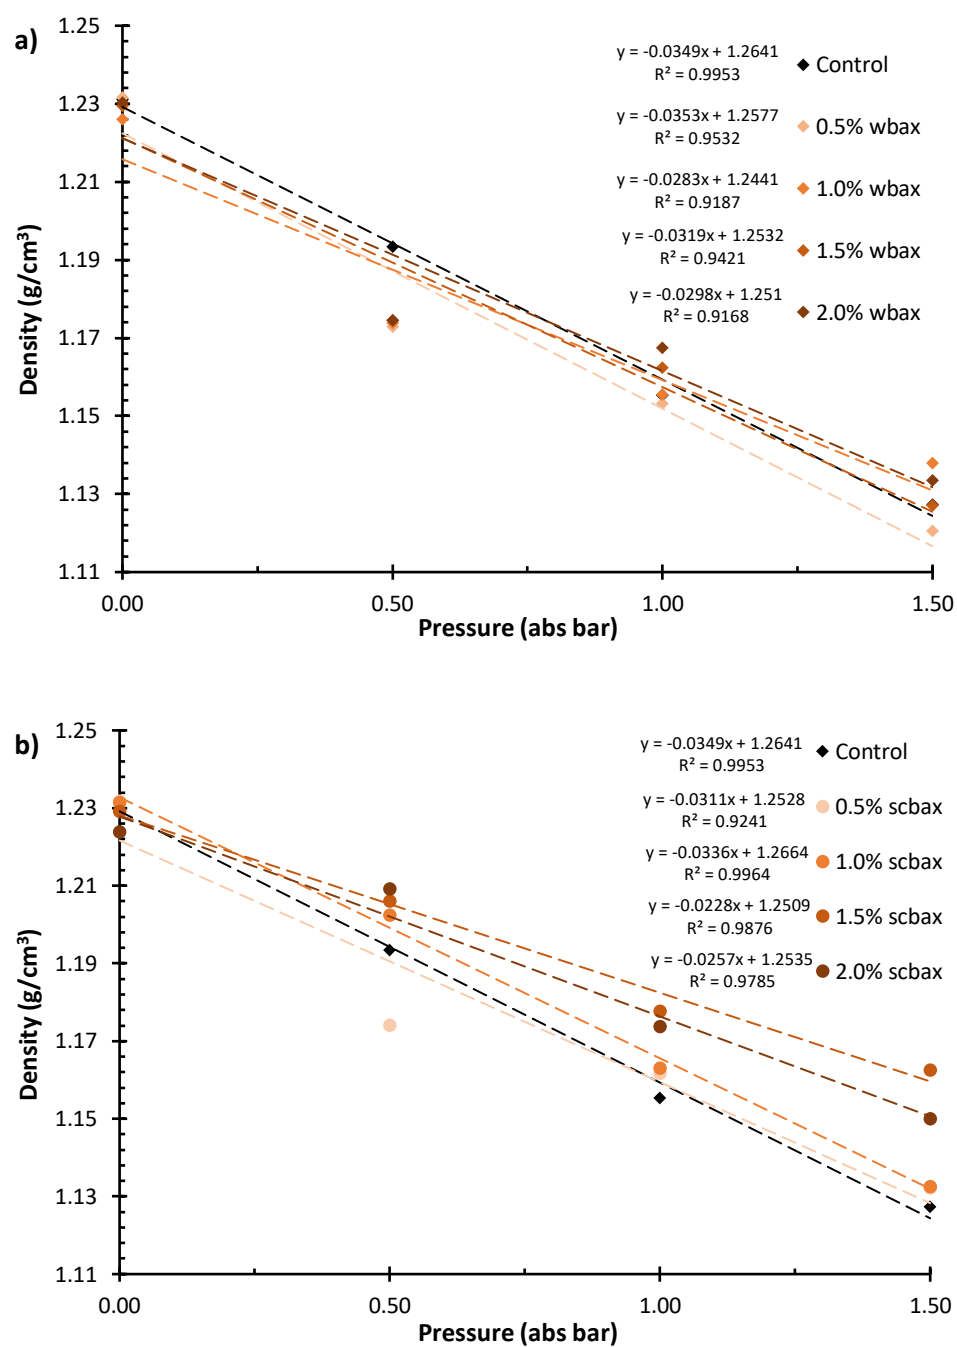 a)
1.25
1.23
1.21
1.19
1.17
1.15
1.13
1.11
Density (g/cm³)
0.00
0.50
1.00
1.50
Pressure (abs bar)
y = -0.0349x + 1.2641
R² = 0.9953
Control
y = -0.0353x + 1.2577
R² = 0.9532
0.5% wbax
y = -0.0283x + 1.2441
R² = 0.9187
1.0% wbax
y = -0.0319x + 1.2532
R² = 0.9421
1.5% wbax
y = -0.0298x + 1.251
R² = 0.9168
2.0% wbax
b)
1.25
1.23
1.21
1.19
1.17
1.15
1.13
1.11
Density (g/cm³)
0.00
0.50
1.00
1.50
Pressure (abs bar)
y = -0.0349x + 1.2641
R² = 0.9953
Control
y = -0.0311x + 1.2528
R² = 0.9241
0.5% scbax
y = -0.0336x + 1.2664
R² = 0.9964
1.0% scbax
y = -0.0228x + 1.2509
R² = 0.9876
1.5% scbax
y = -0.0257x + 1.2535
R² = 0.9785
2.0% scbax